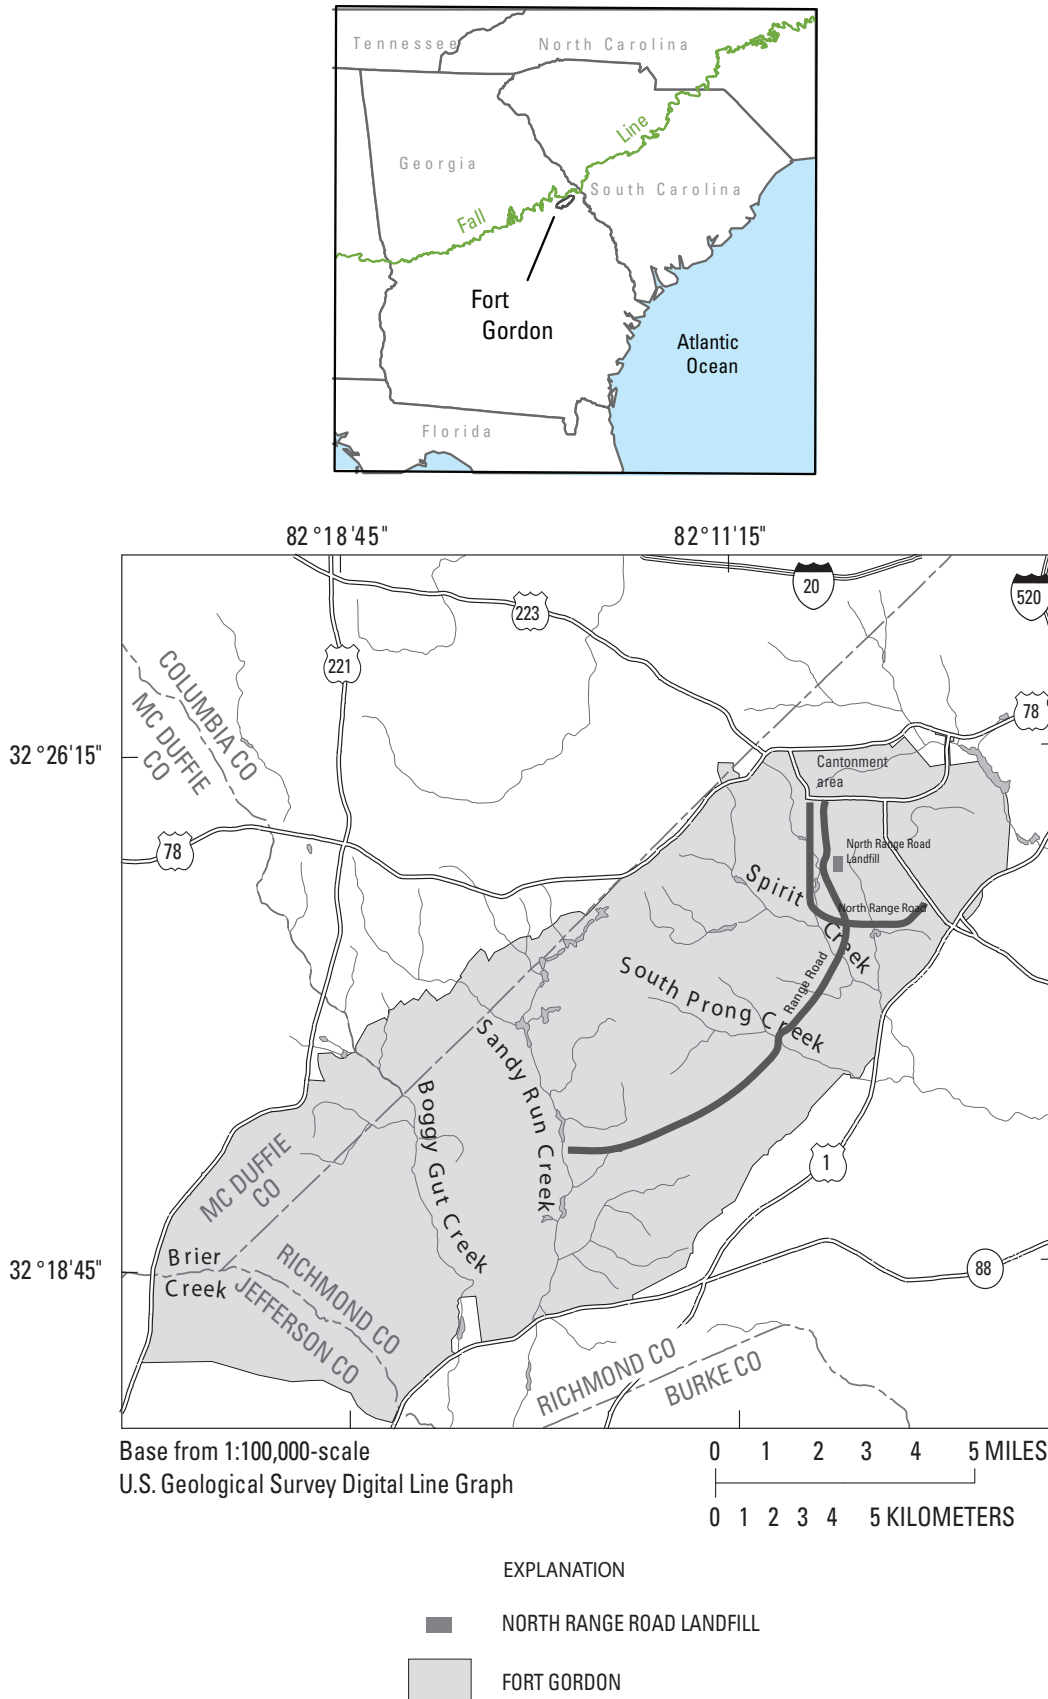 Tennessee
North Carolina
Line
Georgia
South Carolina
Fall
Fort
Gordon
Atlantic
Ocean
Florida
82°18'45"
82°11'15"
20
520
223
221
COLUMBIA CO
MC DUFFIE
CO
78
32°26'15"
Cantonment
area
78
North Range Road
Landfill
Spirit
Creek
North Range Road
South Prong Creek
Range Road
Sandy Run Creek
Boggy Gut Creek
1
MC DUFFIE
CO
Brier
Creek
32°18'45"
RICHMOND CO
JEFFERSON CO
88
RICHMOND CO
BURKE CO
Base from 1:100,000-scale
U.S. Geological Survey Digital Line Graph
0 1 2 3 4 5 MILES
0 1 2 3 4 5 KILOMETERS
EXPLANATION
NORTH RANGE ROAD LANDFILL
FORT GORDON